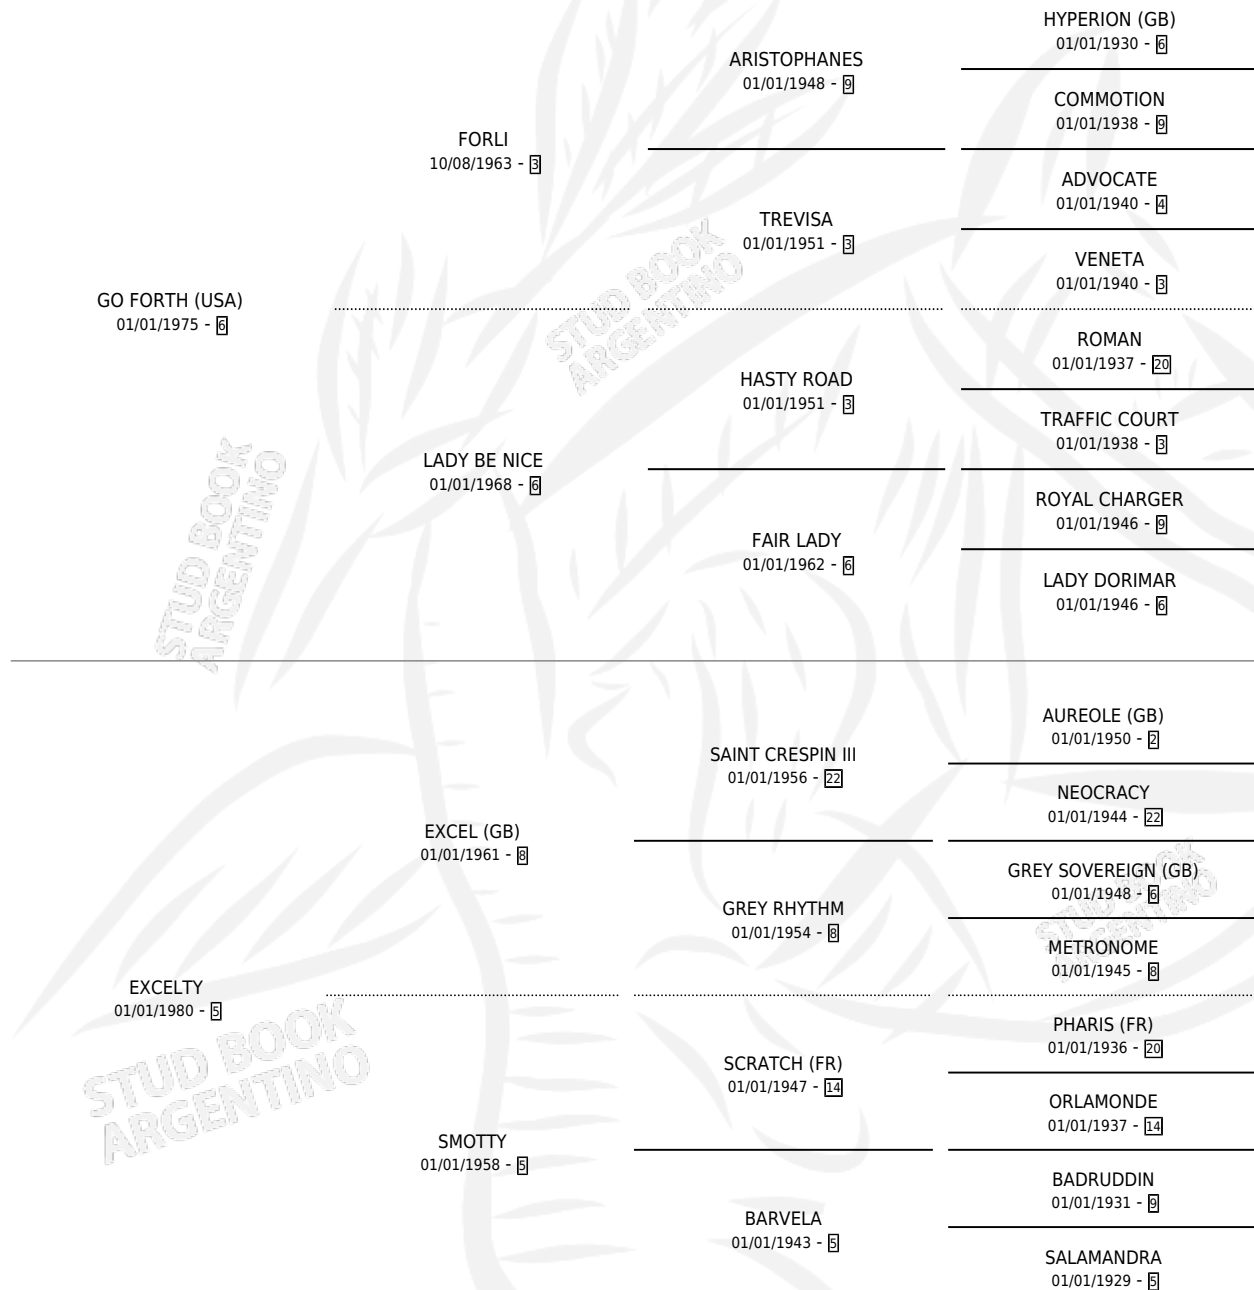 HYPERION (GB)
01/01/1930 - 6
ARISTOPHANES
01/01/1948 - 9
COMMOTION
01/01/1938 - 9
FORLI
10/08/1963 - 3
ADVOCATE
01/01/1940 - 4
TREVISA
01/01/1951 - 3
VENETA
01/01/1940 - 3
GO FORTH (USA)
01/01/1975 - 6
ROMAN
01/01/1937 - 20
HASTY ROAD
01/01/1951 - 3
TRAFFIC COURT
01/01/1938 - 3
LADY BE NICE
01/01/1968 - 6
ROYAL CHARGER
01/01/1946 - 9
FAIR LADY
01/01/1962 - 6
LADY DORIMAR
01/01/1946 - 6
AUREOLE (GB)
01/01/1950 - 2
SAINT CRESPIN III
01/01/1956 - 22
NEOCRACY
01/01/1944 - 22
EXCEL (GB)
01/01/1961 - 8
GREY SOVEREIGN (GB)
01/01/1948 - 6
GREY RHYTHM
01/01/1954 - 8
METRONOME
01/01/1945 - 8
EXCELTY
01/01/1980 - 5
PHARIS (FR)
01/01/1936 - 20
SCRATCH (FR)
01/01/1947 - 14
ORLAMONDE
01/01/1937 - 14
SMOTTY
01/01/1958 - 5
BADRUDDIN
01/01/1931 - 9
BARVELA
01/01/1943 - 5
SALAMANDRA
01/01/1929 - 5
STUD BOOK
ARGENTINO
STUD BOOK
ARGENTINO
STUD BOOK
ARGENTINO
STUD BOOK
ARGENTINO